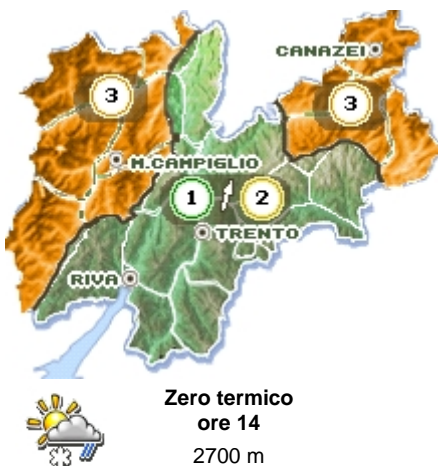 CANAZEI
3
3
M.CAMPIGLIO
1 2
TRENTO
RIVA
Zero termico
ore 14
2700 m